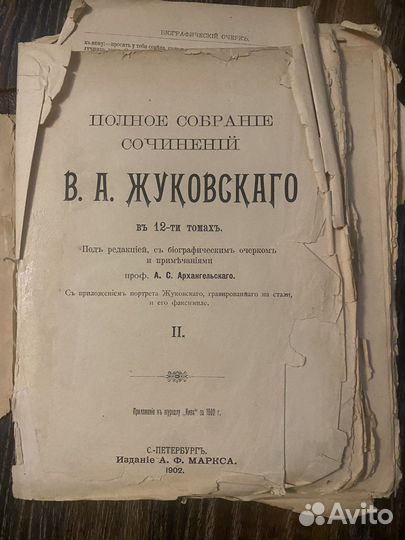 БІОГРАФИЧЕСКІЙ ОЧЕРКЪ.
ПОЛНОЕ СОБРАНІЕ
СОЧИНЕНІЙ
В. А. ЖУКОВСКАГО
въ 12-ти томахъ.
Подъ редакціей, съ біографическимъ очеркомъ
и примѣчаніями
проф. А. С. Архангельскаго.
Съ приложеніемъ портрета Жуковскаго, гравированнаго на стали,
и его факсимиле.
II.
Приложеніе къ журналу „Нива“ за 1902 г.
С.-ПЕТЕРБУРГЪ.
Изданіе А. Ф. МАРКСА.
1902.
Avito